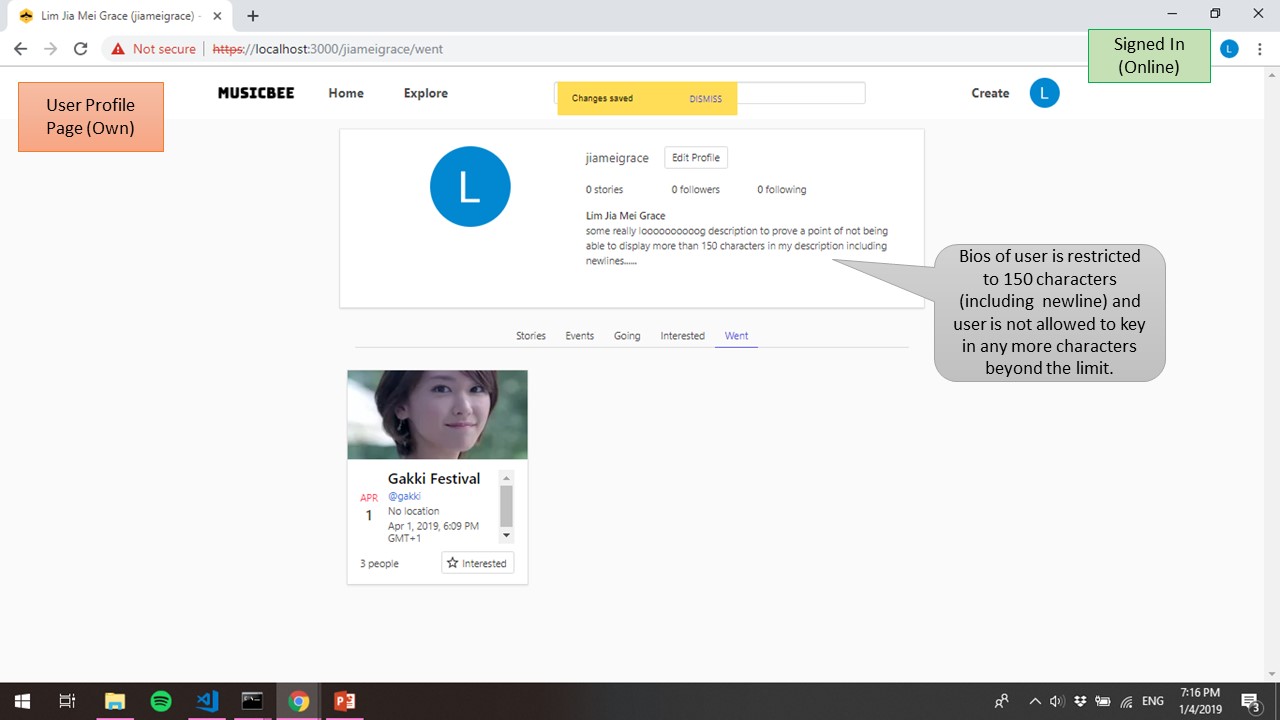 Lim Jia Mei Grace (jiameigrace) -
Not secure
https://localhost:3000/jiameigrace/went
L
Signed In
(Online)
User Profile
Page (Own)
MUSICBEE
Home
Explore
Changes saved
DISMISS
Create
L
L
jiameigrace
Edit Profile
0 stories
0 followers
0 following
Lim Jia Mei Grace
some really looooooooooog description to prove a point of not being
able to display more than 150 characters in my description including
newlines......
Bios of user is restricted
to 150 characters
(including newline) and
user is not allowed to key
in any more characters
beyond the limit.
Stories
Events
Going
Interested
Went
Gakki Festival
APR
1
@gakki
No location
Apr 1, 2019, 6:09 PM
GMT+1
3 people
Interested
ENG
7:16 PM
1/4/2019
3